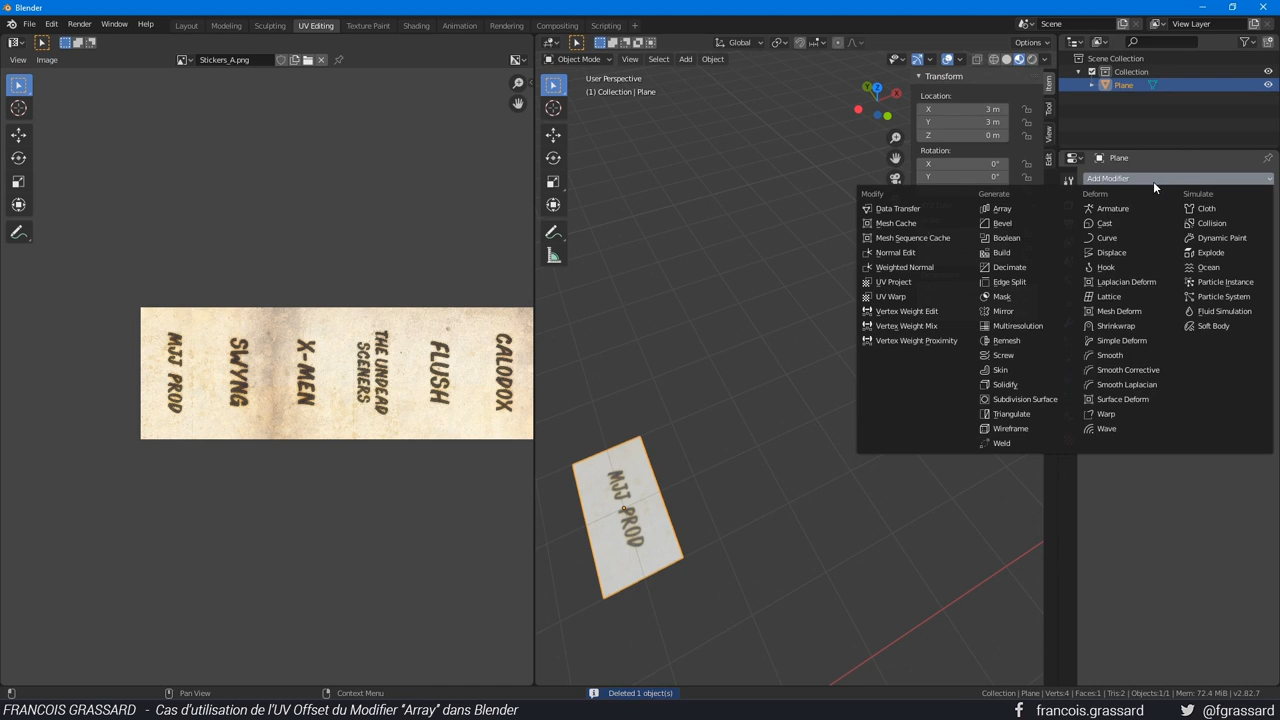 Blender
File Edit Render Window Help
Layout Modeling Sculpting UV Editing Texture Paint Shading Animation Rendering Compositing Scripting +
Scene
View Layer
Global
Options
View Image
Stickers_A.png
Object Mode View Select Add Object
User Perspective
(1) Collection | Plane
Transform
Location:
X 3 m
Y 3 m
Z 0 m
Rotation:
X 0°
Y 0°
Item
Tool
View
Edit
Scene Collection
Collection
Plane
Plane
Add Modifier
Modify
Data Transfer
Mesh Cache
Mesh Sequence Cache
Normal Edit
Weighted Normal
UV Project
UV Warp
Vertex Weight Edit
Vertex Weight Mix
Vertex Weight Proximity
Generate
Array
Bevel
Boolean
Build
Decimate
Edge Split
Mask
Mirror
Multiresolution
Remesh
Screw
Skin
Solidify
Subdivision Surface
Triangulate
Wireframe
Weld
Deform
Armature
Cast
Curve
Displace
Hook
Laplacian Deform
Lattice
Mesh Deform
Shrinkwrap
Simple Deform
Smooth
Smooth Corrective
Smooth Laplacian
Surface Deform
Warp
Wave
Simulate
Cloth
Collision
Dynamic Paint
Explode
Ocean
Particle Instance
Particle System
Fluid Simulation
Soft Body
MJJ PROD
SWYNG
X-MEN
THE UNDEAD
SCENERS
FLUSH
CALODOX
MJJ PROD
Pan View
Context Menu
Deleted 1 object(s)
Collection | Plane | Verts:4 | Faces:1 | Tris:2 | Objects:1/1 | Mem: 72.4 MiB | v2.82.7
FRANCOIS GRASSARD - Cas d'utilisation de l'UV Offset du Modifier "Array" dans Blender
francois.grassard
@fgrassard